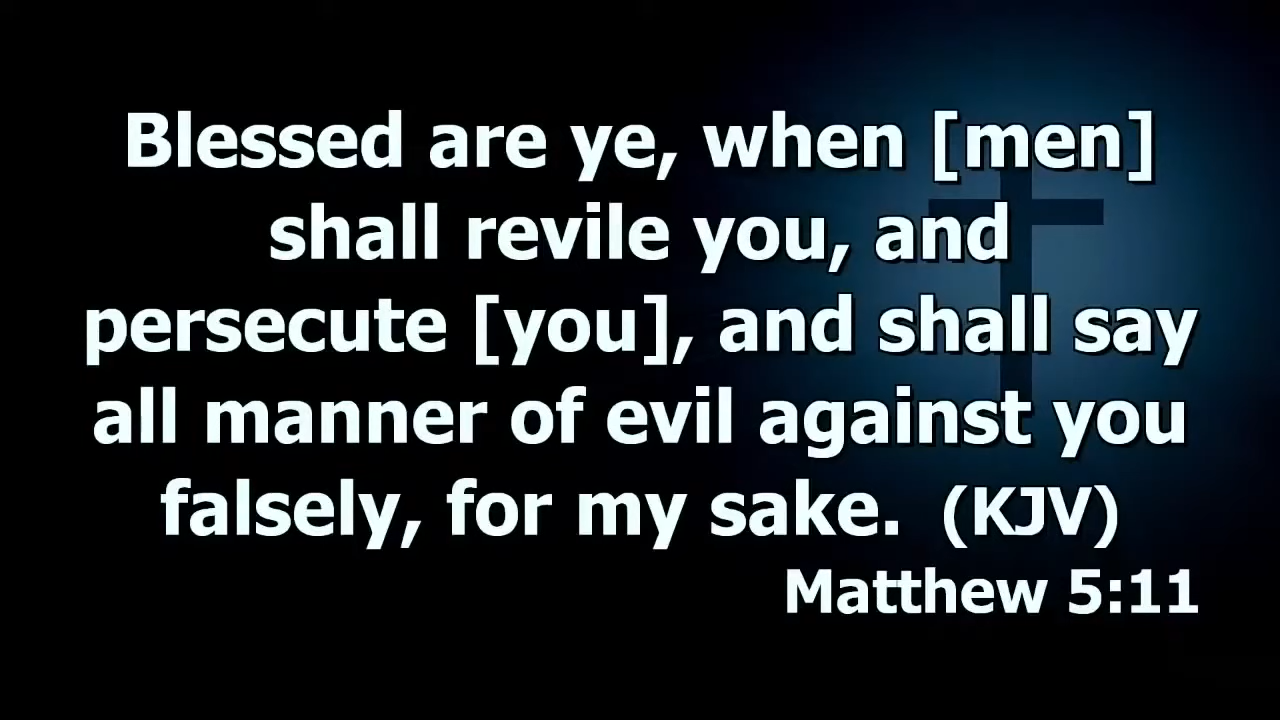 Blessed are ye, when [men]
shall revile you, and
persecute [you], and shall say
all manner of evil against you
falsely, for my sake. (KJV)
Matthew 5:11